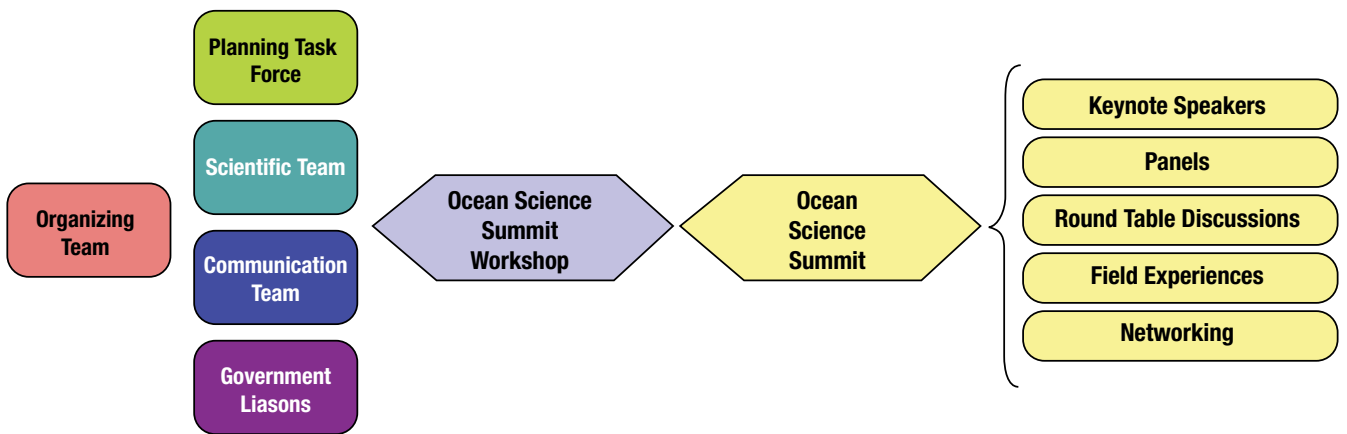 Organizing
Team
Planning Task
Force
Scientific Team
Communication
Team
Government
Liasons
Ocean Science
Summit
Workshop
Ocean
Science
Summit
Keynote Speakers
Panels
Round Table Discussions
Field Experiences
Networking